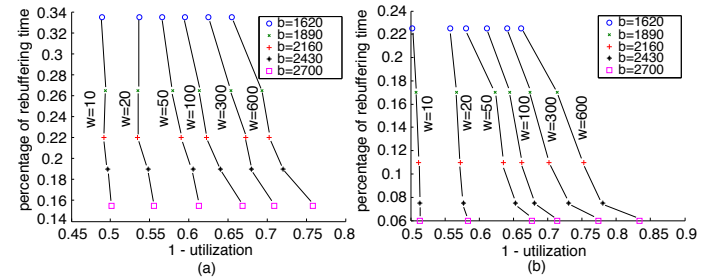 0.34
0.32
0.3
0.28
0.26
0.24
0.22
0.2
0.18
0.16
0.14
percentage of rebuffering time
w=10
w=20
w=50
w=100
w=300
w=600
b=1620
b=1890
b=2160
b=2430
b=2700
0.45 0.5 0.55 0.6 0.65 0.7 0.75 0.8
1 - utilization
(a)
0.24
0.22
0.2
0.18
0.16
0.14
0.12
0.1
0.08
0.06
percentage of rebuffering time
w=10
w=20
w=50
w=100
w=300
w=600
b=1620
b=1890
b=2160
b=2430
b=2700
0.5 0.55 0.6 0.65 0.7 0.75 0.8 0.85 0.9
1 - utilization
(b)